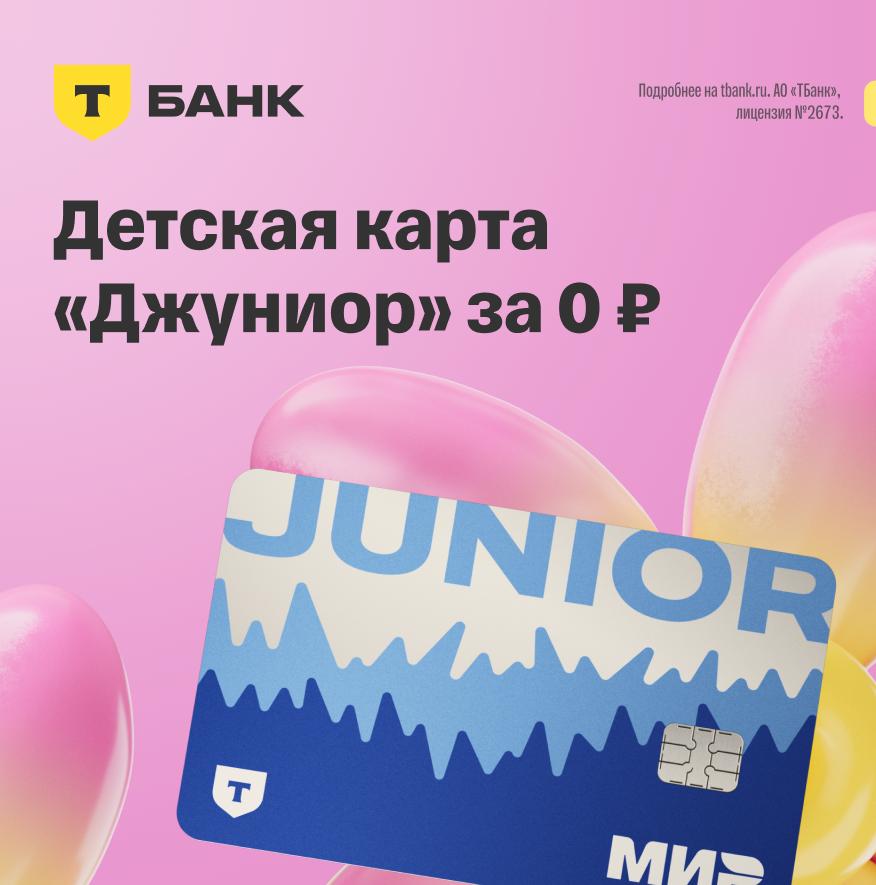 Т БАНК
Подробнее на tbank.ru. АО «ТБанк»,
лицензия №2673.
Детская карта
«Джуниор» за 0 ₽
JUNIOR
Т
МИР